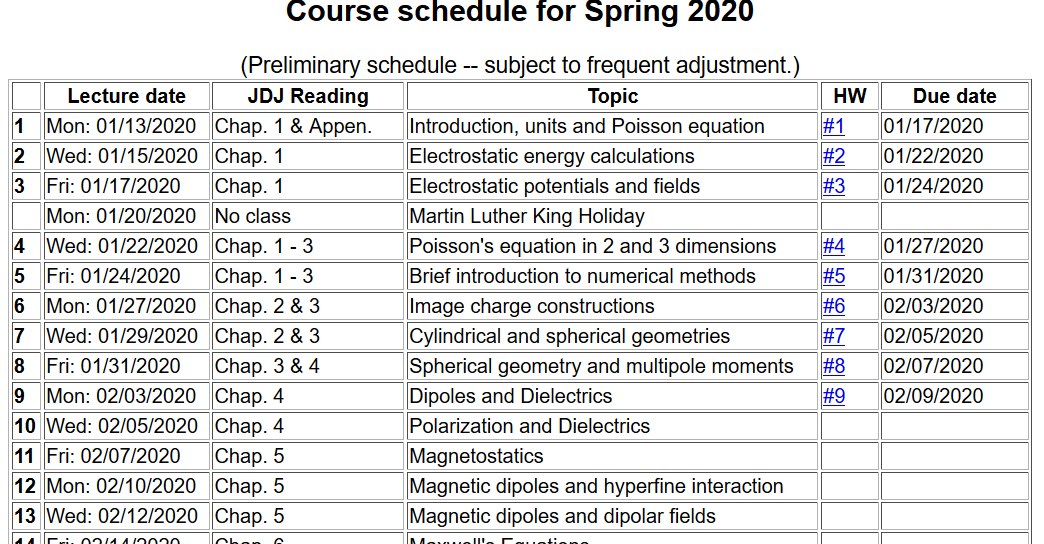 Course schedule for Spring 2020
(Preliminary schedule -- subject to frequent adjustment.)
Lecture date JDJ Reading Topic HW Due date
1 Mon: 01/13/2020 Chap. 1 & Appen. Introduction, units and Poisson equation #1 01/17/2020
2 Wed: 01/15/2020 Chap. 1 Electrostatic energy calculations #2 01/22/2020
3 Fri: 01/17/2020 Chap. 1 Electrostatic potentials and fields #3 01/24/2020
Mon: 01/20/2020 No class Martin Luther King Holiday
4 Wed: 01/22/2020 Chap. 1 - 3 Poisson's equation in 2 and 3 dimensions #4 01/27/2020
5 Fri: 01/24/2020 Chap. 1 - 3 Brief introduction to numerical methods #5 01/31/2020
6 Mon: 01/27/2020 Chap. 2 & 3 Image charge constructions #6 02/03/2020
7 Wed: 01/29/2020 Chap. 2 & 3 Cylindrical and spherical geometries #7 02/05/2020
8 Fri: 01/31/2020 Chap. 3 & 4 Spherical geometry and multipole moments #8 02/07/2020
9 Mon: 02/03/2020 Chap. 4 Dipoles and Dielectrics #9 02/09/2020
10 Wed: 02/05/2020 Chap. 4 Polarization and Dielectrics
11 Fri: 02/07/2020 Chap. 5 Magnetostatics
12 Mon: 02/10/2020 Chap. 5 Magnetic dipoles and hyperfine interaction
13 Wed: 02/12/2020 Chap. 5 Magnetic dipoles and dipolar fields
14 Fri: 02/14/2020 Chap. 6 Maxwell's Equations